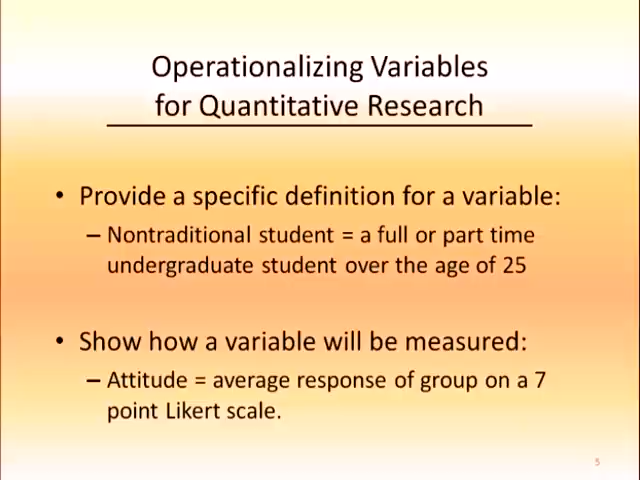 Operationalizing Variables
for Quantitative Research
• Provide a specific definition for a variable:
– Nontraditional student = a full or part time
undergraduate student over the age of 25
• Show how a variable will be measured:
– Attitude = average response of group on a 7
point Likert scale.
5